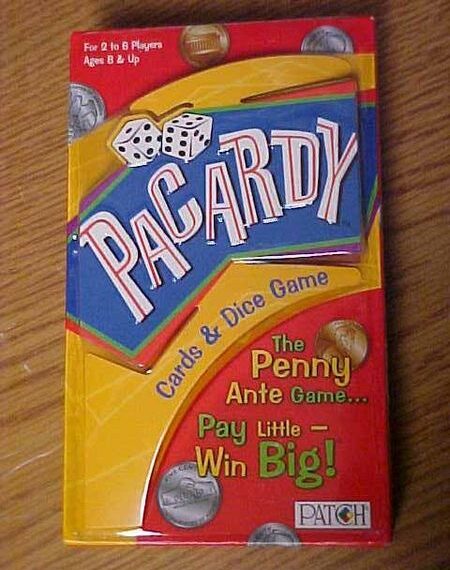 For 2 to 6 Players
Ages 8 & Up
PACARDY
Cards & Dice Game
The
Penny
Ante Game...
Pay Little –
Win Big!
PATCH